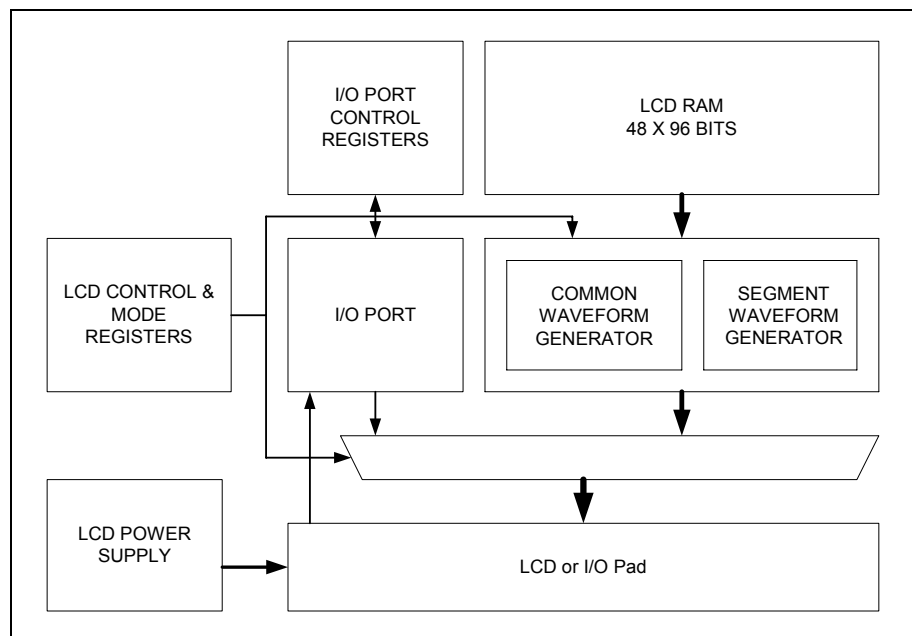 I/O PORT
CONTROL
REGISTERS
LCD RAM
48 X 96 BITS
LCD CONTROL &
MODE
REGISTERS
I/O PORT
COMMON
WAVEFORM
GENERATOR
SEGMENT
WAVEFORM
GENERATOR
LCD POWER
SUPPLY
LCD or I/O Pad